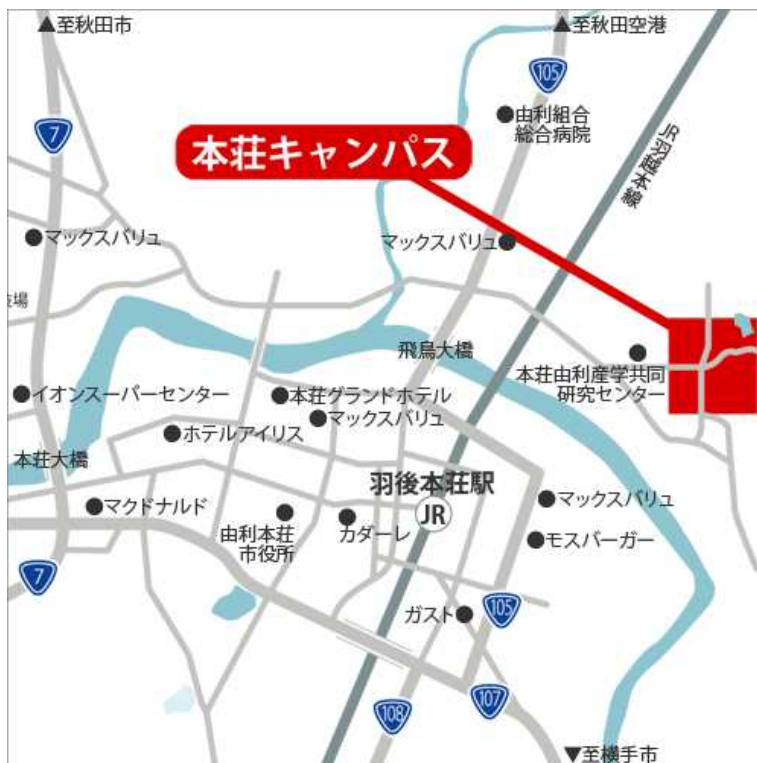 ▲至秋田市
▲至秋田空港
105
7
由利組合
総合病院
本荘キャンパス
JR羽越本線
マックスバリュ
マックスバリュ
飛鳥大橋
本荘由利産学共同
研究センター
イオンスーパーセンター
本荘グランドホテル
マックスバリュ
ホテルアイリス
本荘大橋
羽後本荘駅
JR
マックスバリュ
マクドナルド
由利本荘
市役所
カダーレ
モスバーガー
7
ガスト
105
107
108
▼至横手市